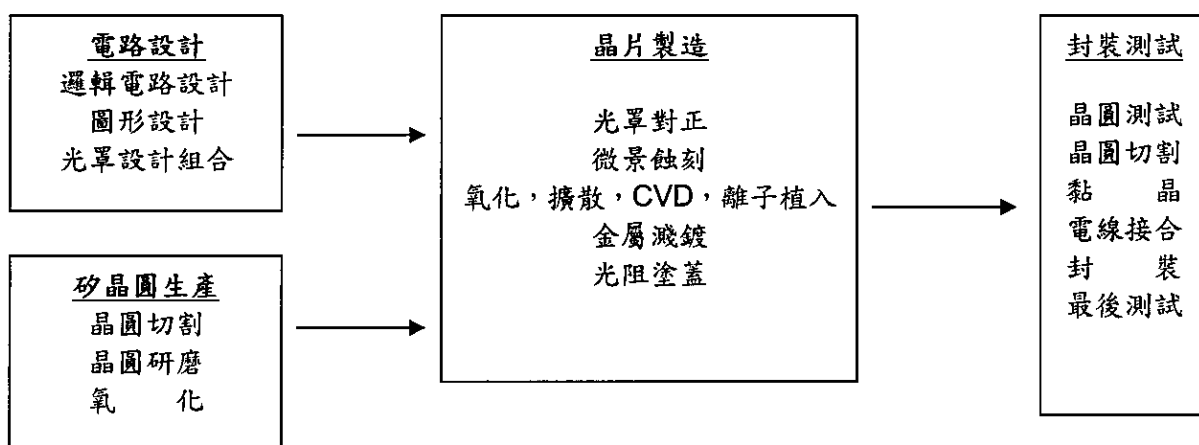 電路設計
邏輯電路設計
圖形設計
光罩設計組合
矽晶圓生產
晶圓切割
晶圓研磨
氧　　化
晶片製造
光罩對正
微景蝕刻
氧化，擴散，CVD，離子植入
金屬濺鍍
光阻塗蓋
封裝測試
晶圓測試
晶圓切割
黏　　晶
電線接合
封　　裝
最後測試